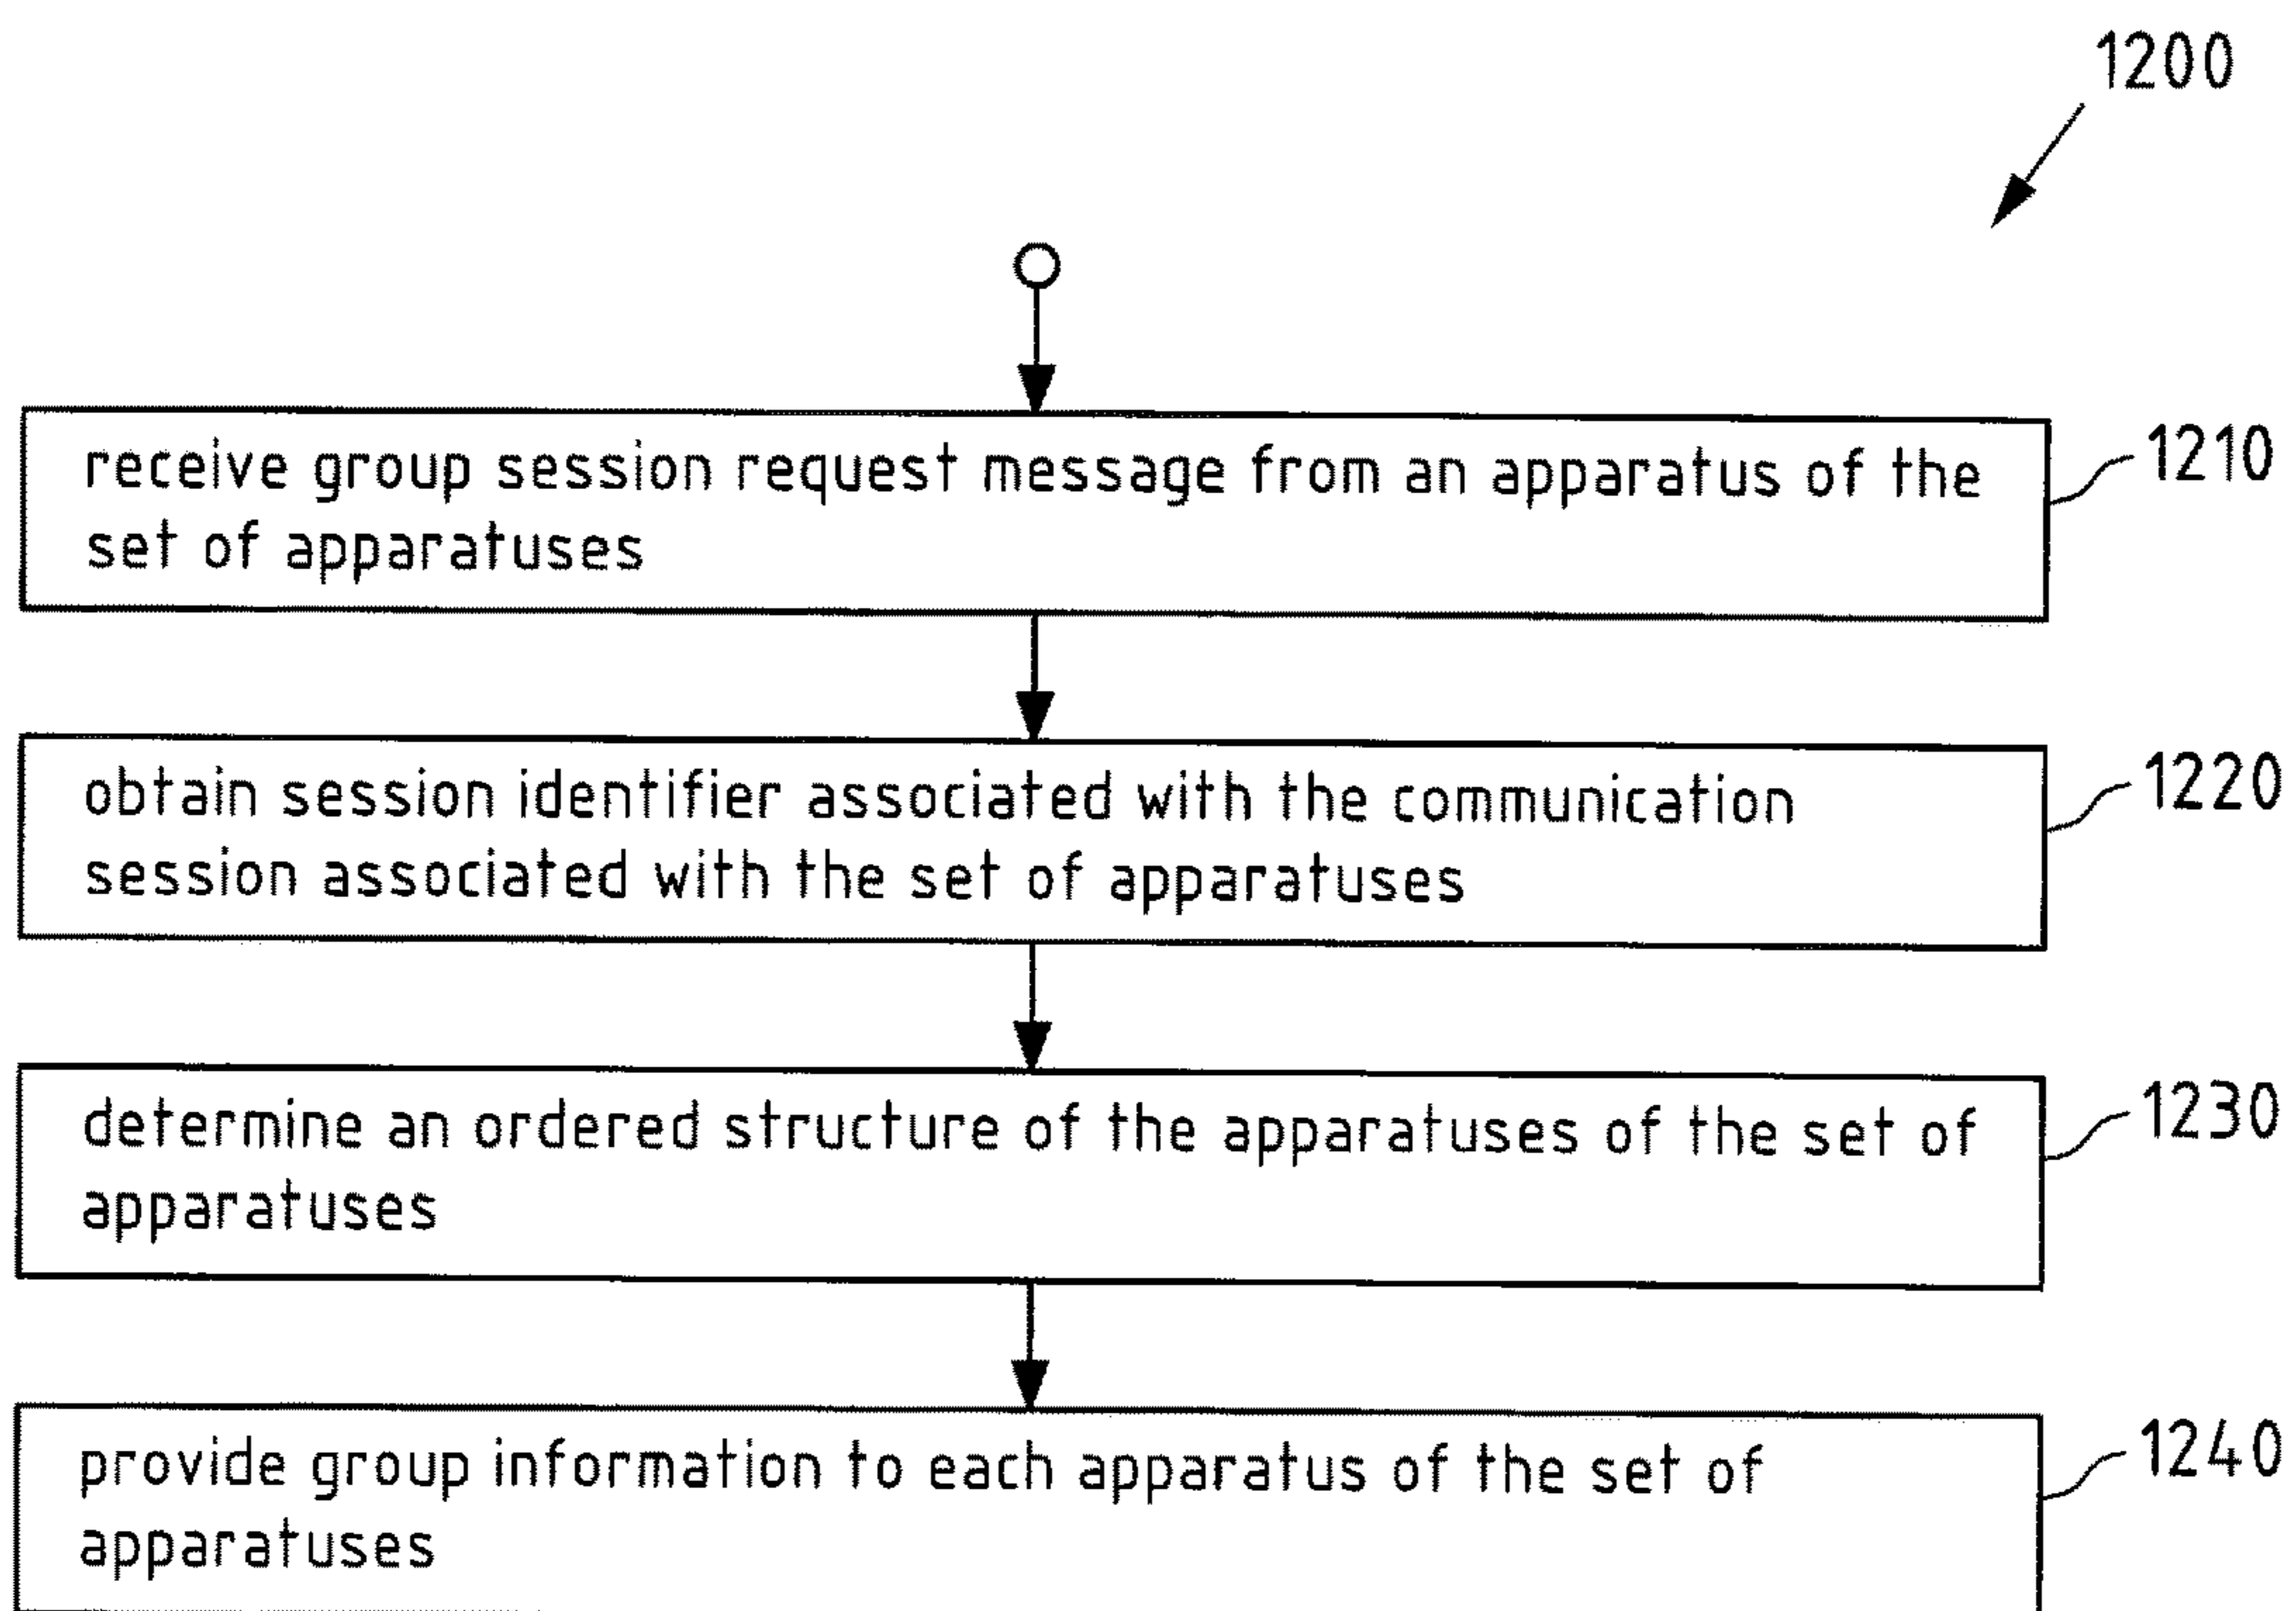 1200
receive group session request message from an apparatus of the
set of apparatuses
1210
obtain session identifier associated with the communication
session associated with the set of apparatuses
1220
determine an ordered structure of the apparatuses of the set of
apparatuses
1230
provide group information to each apparatus of the set of
apparatuses
1240